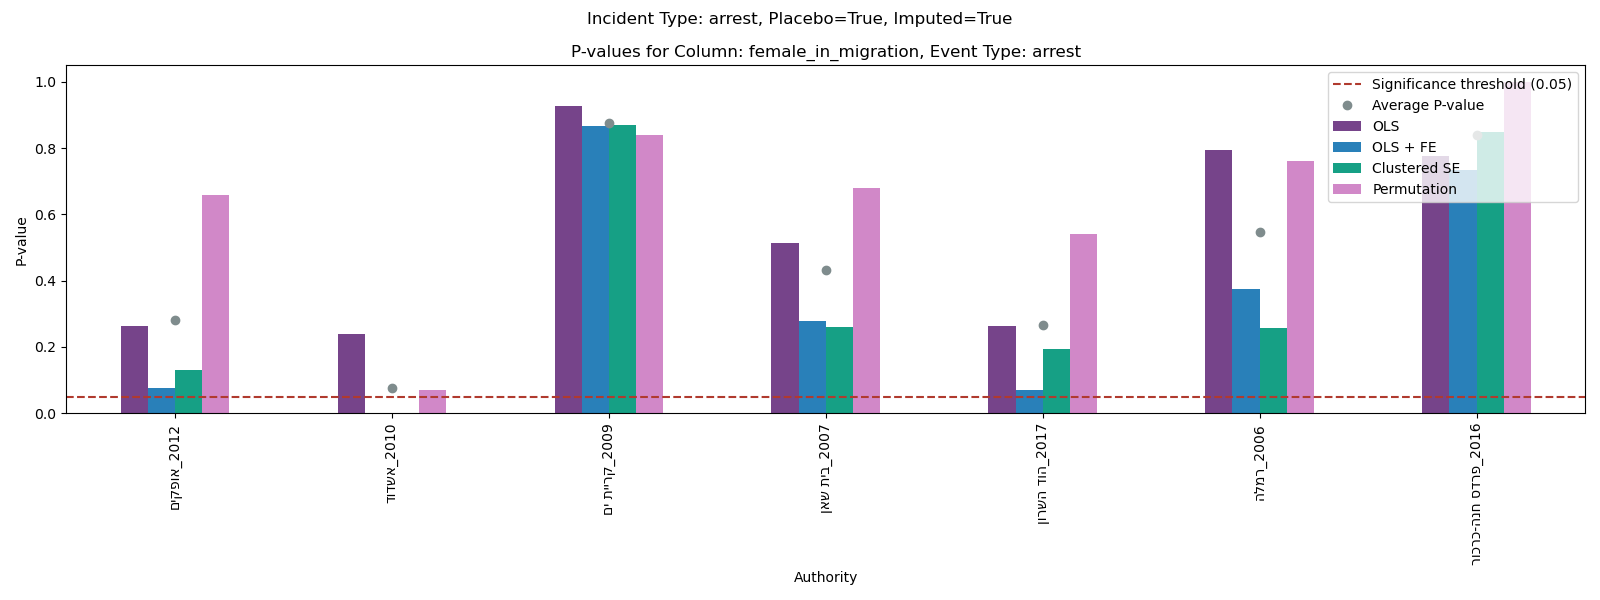 Incident Type: arrest, Placebo=True, Imputed=True
P-values for Column: female_in_migration, Event Type: arrest
Significance threshold (0.05)
Average P-value
OLS
OLS + FE
Clustered SE
Permutation
P-value
1.0
0.8
0.6
0.4
0.2
0.0
אופקים_2012
אשדוד_2010
קריית ים_2009
בית שאן_2007
הוד השרון_2017
רמלה_2006
פרדס חנה-כרכור_2016
Authority